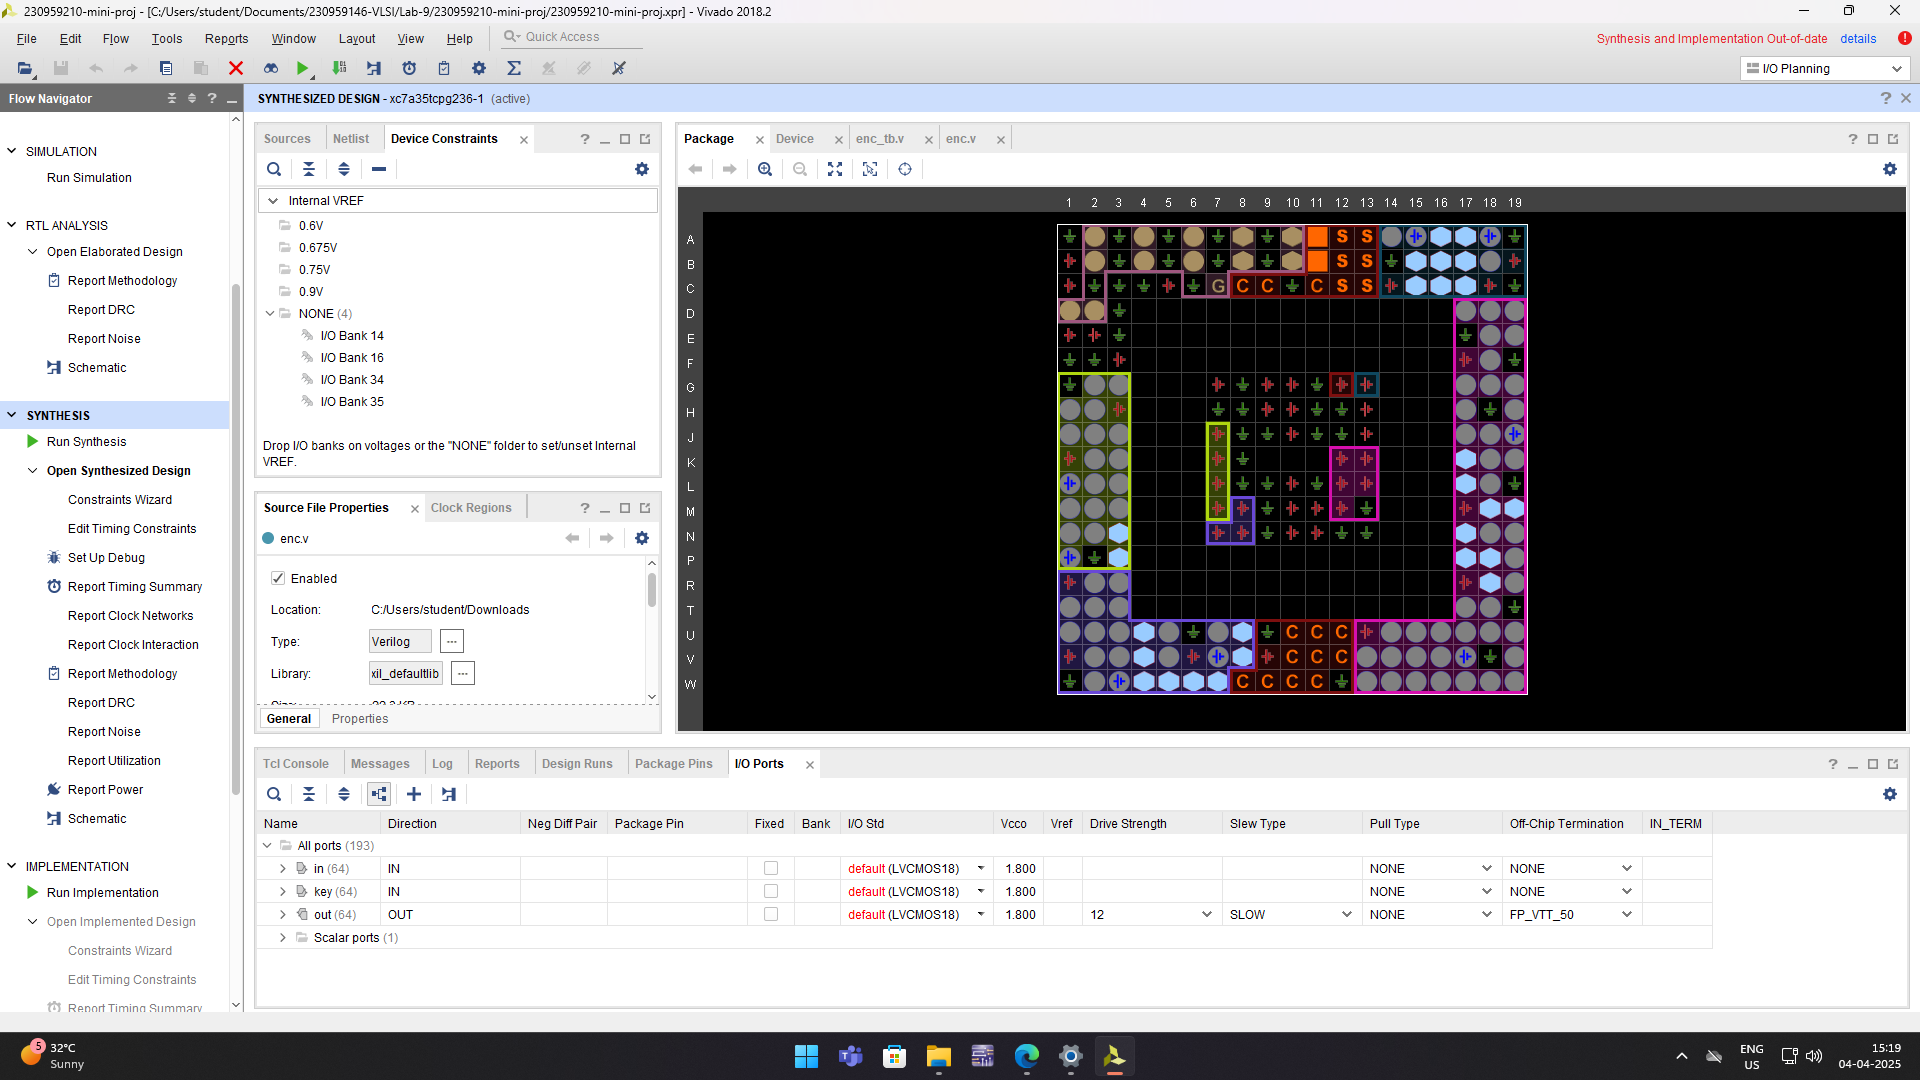 230959210-mini-proj - [C:/Users/student/Documents/230959146-VLSI/Lab-9/230959210-mini-proj/230959210-mini-proj.xpr] - Vivado 2018.2
File Edit Flow Tools Reports Window Layout View Help Quick Access
Synthesis and Implementation Out-of-date details
I/O Planning
Flow Navigator
SIMULATION
Run Simulation
RTL ANALYSIS
Open Elaborated Design
Report Methodology
Report DRC
Report Noise
Schematic
SYNTHESIS
Run Synthesis
Open Synthesized Design
Constraints Wizard
Edit Timing Constraints
Set Up Debug
Report Timing Summary
Report Clock Networks
Report Clock Interaction
Report Methodology
Report DRC
Report Noise
Report Utilization
Report Power
Schematic
IMPLEMENTATION
Run Implementation
Open Implemented Design
Constraints Wizard
Edit Timing Constraints
Report Timing Summary
SYNTHESIZED DESIGN - xc7a35tcpg236-1 (active)
Sources Netlist Device Constraints
Internal VREF
0.6V
0.675V
0.75V
0.9V
NONE (4)
I/O Bank 14
I/O Bank 16
I/O Bank 34
I/O Bank 35
Drop I/O banks on voltages or the "NONE" folder to set/unset Internal
VREF.
Source File Properties Clock Regions
enc.v
Enabled
Location: C:/Users/student/Downloads
Type: Verilog ...
Library: xil_defaultlib ...
General Properties
Package Device enc_tb.v enc.v
1 2 3 4 5 6 7 8 9 10 11 12 13 14 15 16 17 18 19
A S S
B S S
C G C C C S S
D
E
F
G
H
J
K
L
M
N
P
R
T
U C C C
V C C C
W C C C C
Tcl Console Messages Log Reports Design Runs Package Pins I/O Ports
Name Direction Neg Diff Pair Package Pin Fixed Bank I/O Std Vcco Vref Drive Strength Slew Type Pull Type Off-Chip Termination IN_TERM
All ports (193)
in (64) IN default (LVCMOS18) 1.800 NONE NONE
key (64) IN default (LVCMOS18) 1.800 NONE NONE
out (64) OUT default (LVCMOS18) 1.800 12 SLOW NONE FP_VTT_50
Scalar ports (1)
5
32°C
Sunny
ENG
US
15:19
04-04-2025